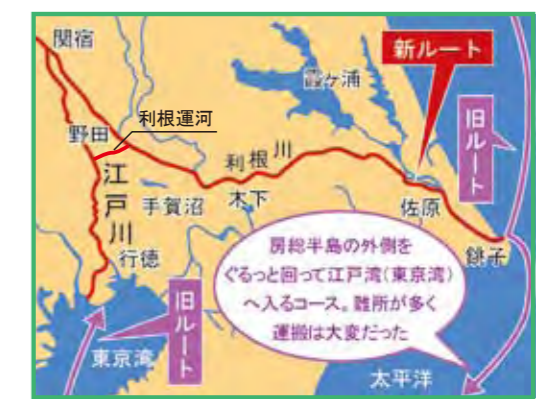 関宿
新ルート
霞ヶ浦
旧ルート
利根運河
野田
利根川
江戸川
手賀沼
木下
佐原
銚子
行徳
房総半島の外側を
ぐるっと回って江戸湾(東京湾)
へ入るコース。難所が多く
運搬は大変だった
旧ルート
東京湾
太平洋